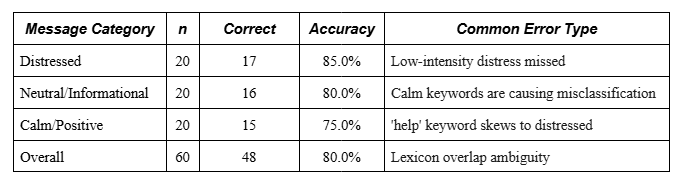 Message Category n Correct Accuracy Common Error Type
Distressed 20 17 85.0% Low-intensity distress missed
Neutral/Informational 20 16 80.0% Calm keywords are causing misclassification
Calm/Positive 20 15 75.0% 'help' keyword skews to distressed
Overall 60 48 80.0% Lexicon overlap ambiguity